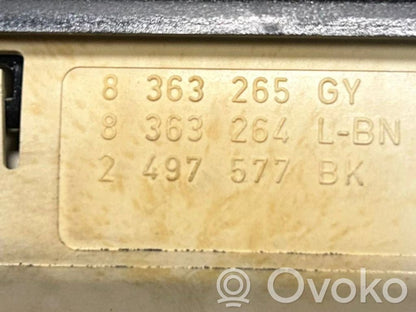 8 363 265 GY
8 363 264 L-BN
2 497 577 BK
Ovoko